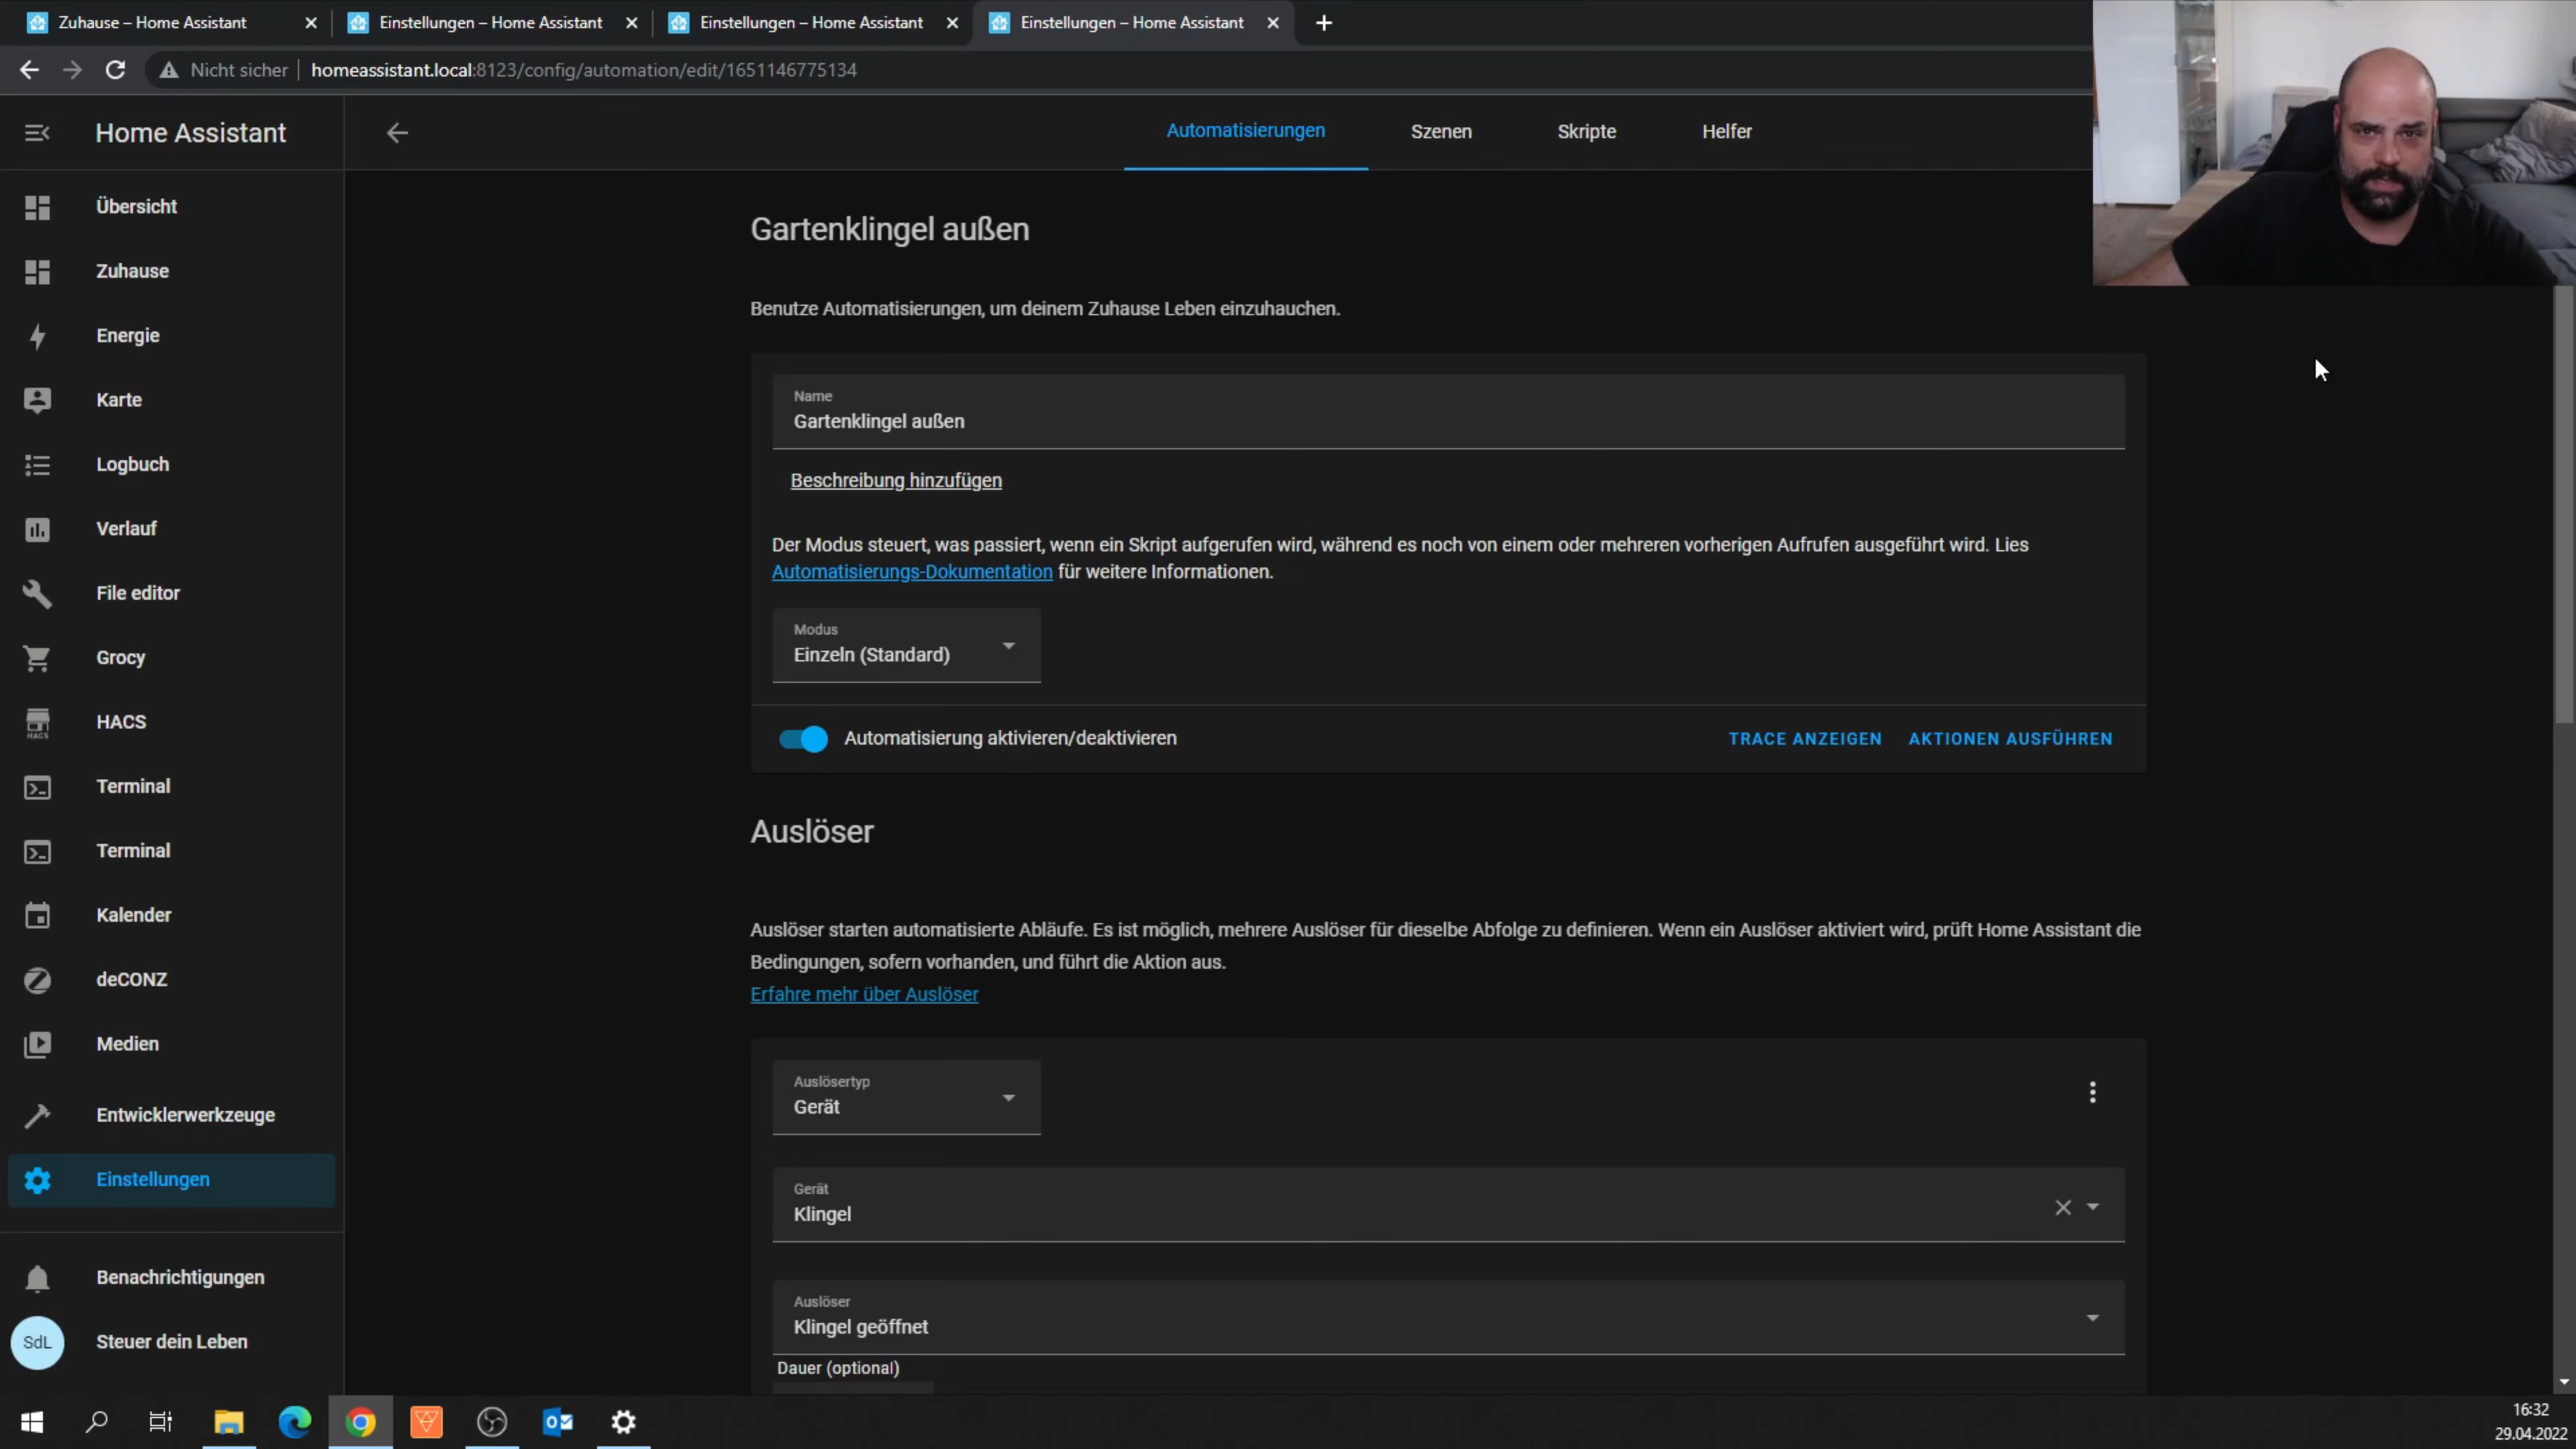 Zuhause – Home Assistant
Einstellungen – Home Assistant
Einstellungen – Home Assistant
Einstellungen – Home Assistant
Nicht sicher
homeassistant.local:8123/config/automation/edit/1651146775134
Home Assistant
Automatisierungen
Szenen
Skripte
Helfer
Übersicht
Zuhause
Energie
Karte
Logbuch
Verlauf
File editor
Grocy
HACS
HACS
Terminal
Terminal
Kalender
deCONZ
Medien
Entwicklerwerkzeuge
Einstellungen
Benachrichtigungen
SdL
Steuer dein Leben
Gartenklingel außen
Benutze Automatisierungen, um deinem Zuhause Leben einzuhauchen.
Name
Gartenklingel außen
Beschreibung hinzufügen
Der Modus steuert, was passiert, wenn ein Skript aufgerufen wird, während es noch von einem oder mehreren vorherigen Aufrufen ausgeführt wird. Lies
Automatisierungs-Dokumentation für weitere Informationen.
Modus
Einzeln (Standard)
Automatisierung aktivieren/deaktivieren
TRACE ANZEIGEN
AKTIONEN AUSFÜHREN
Auslöser
Auslöser starten automatisierte Abläufe. Es ist möglich, mehrere Auslöser für dieselbe Abfolge zu definieren. Wenn ein Auslöser aktiviert wird, prüft Home Assistant die
Bedingungen, sofern vorhanden, und führt die Aktion aus.
Erfahre mehr über Auslöser
Auslösertyp
Gerät
Gerät
Klingel
Auslöser
Klingel geöffnet
Dauer (optional)
16:32
29.04.2022